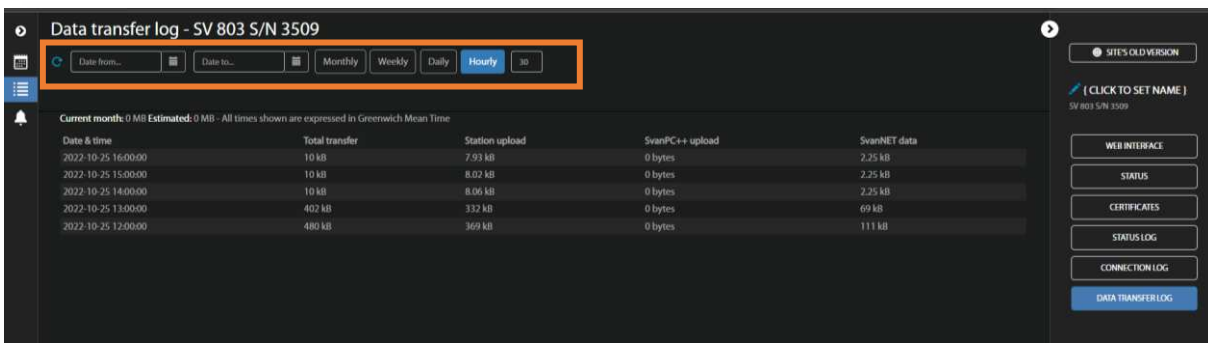 Data transfer log - SV 803 S/N 3509
Date from... Date to... Monthly Weekly Daily Hourly 30
Current month: 0 MB Estimated: 0 MB - All times shown are expressed in Greenwich Mean Time
Date & time Total transfer Station upload SvanPC++ upload SvanNET data
2022-10-25 16:00:00 10 kB 7.93 kB 0 bytes 2.25 kB
2022-10-25 15:00:00 10 kB 8.02 kB 0 bytes 2.25 kB
2022-10-25 14:00:00 10 kB 8.06 kB 0 bytes 2.25 kB
2022-10-25 13:00:00 402 kB 332 kB 0 bytes 69 kB
2022-10-25 12:00:00 480 kB 369 kB 0 bytes 111 kB
SITE'S OLD VERSION
( CLICK TO SET NAME )
SV 803 S/N 3509
WEB INTERFACE
STATUS
CERTIFICATES
STATUS LOG
CONNECTION LOG
DATA TRANSFER LOG